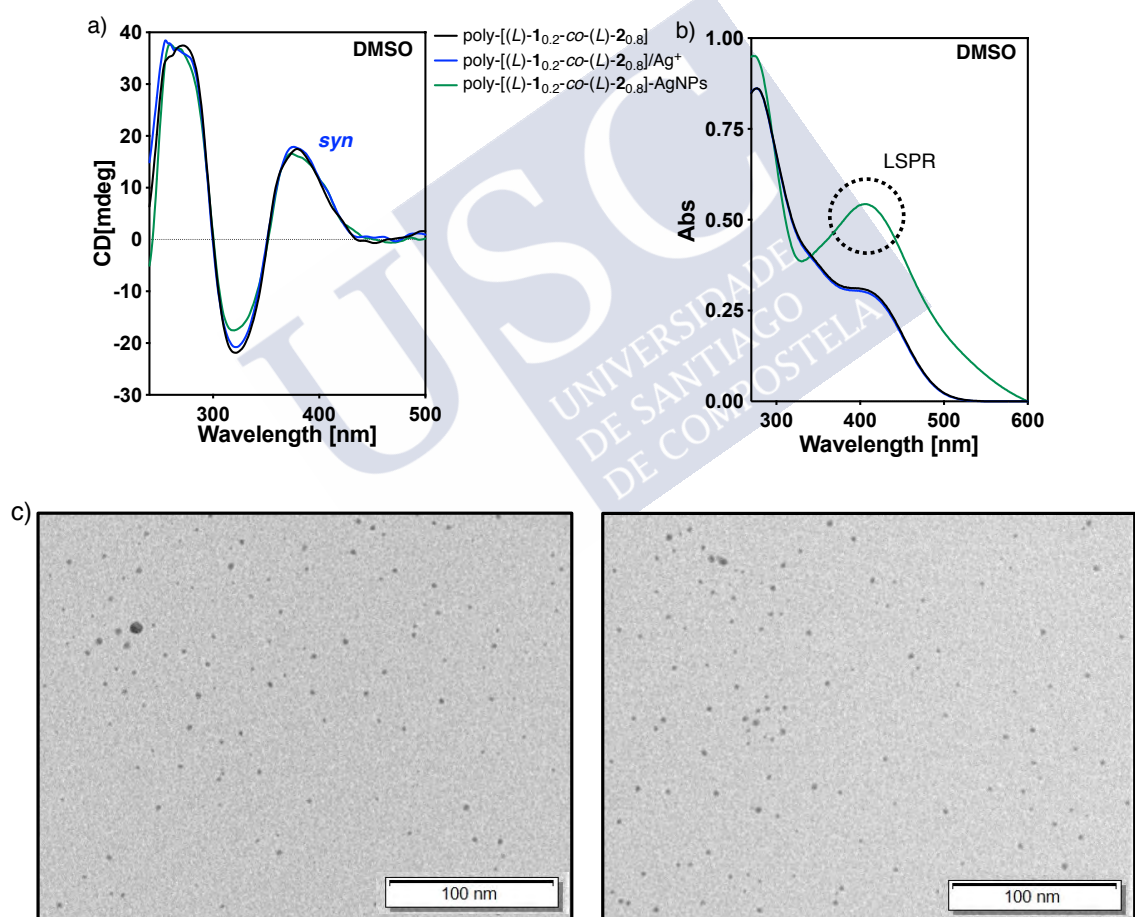 a)
CD[mdeg]
40
30
20
10
0
-10
-20
-30
300
400
500
Wavelength [nm]
DMSO
syn
poly-[(L)-1₀.₂-co-(L)-2₀.₈]
poly-[(L)-1₀.₂-co-(L)-2₀.₈]/Ag⁺
poly-[(L)-1₀.₂-co-(L)-2₀.₈]-AgNPs
b)
Abs
1.00
0.75
0.50
0.25
0.00
300
400
500
600
Wavelength [nm]
DMSO
LSPR
USC
UNIVERSIDADE
DE SANTIAGO
DE COMPOSTELA
c)
100 nm
100 nm